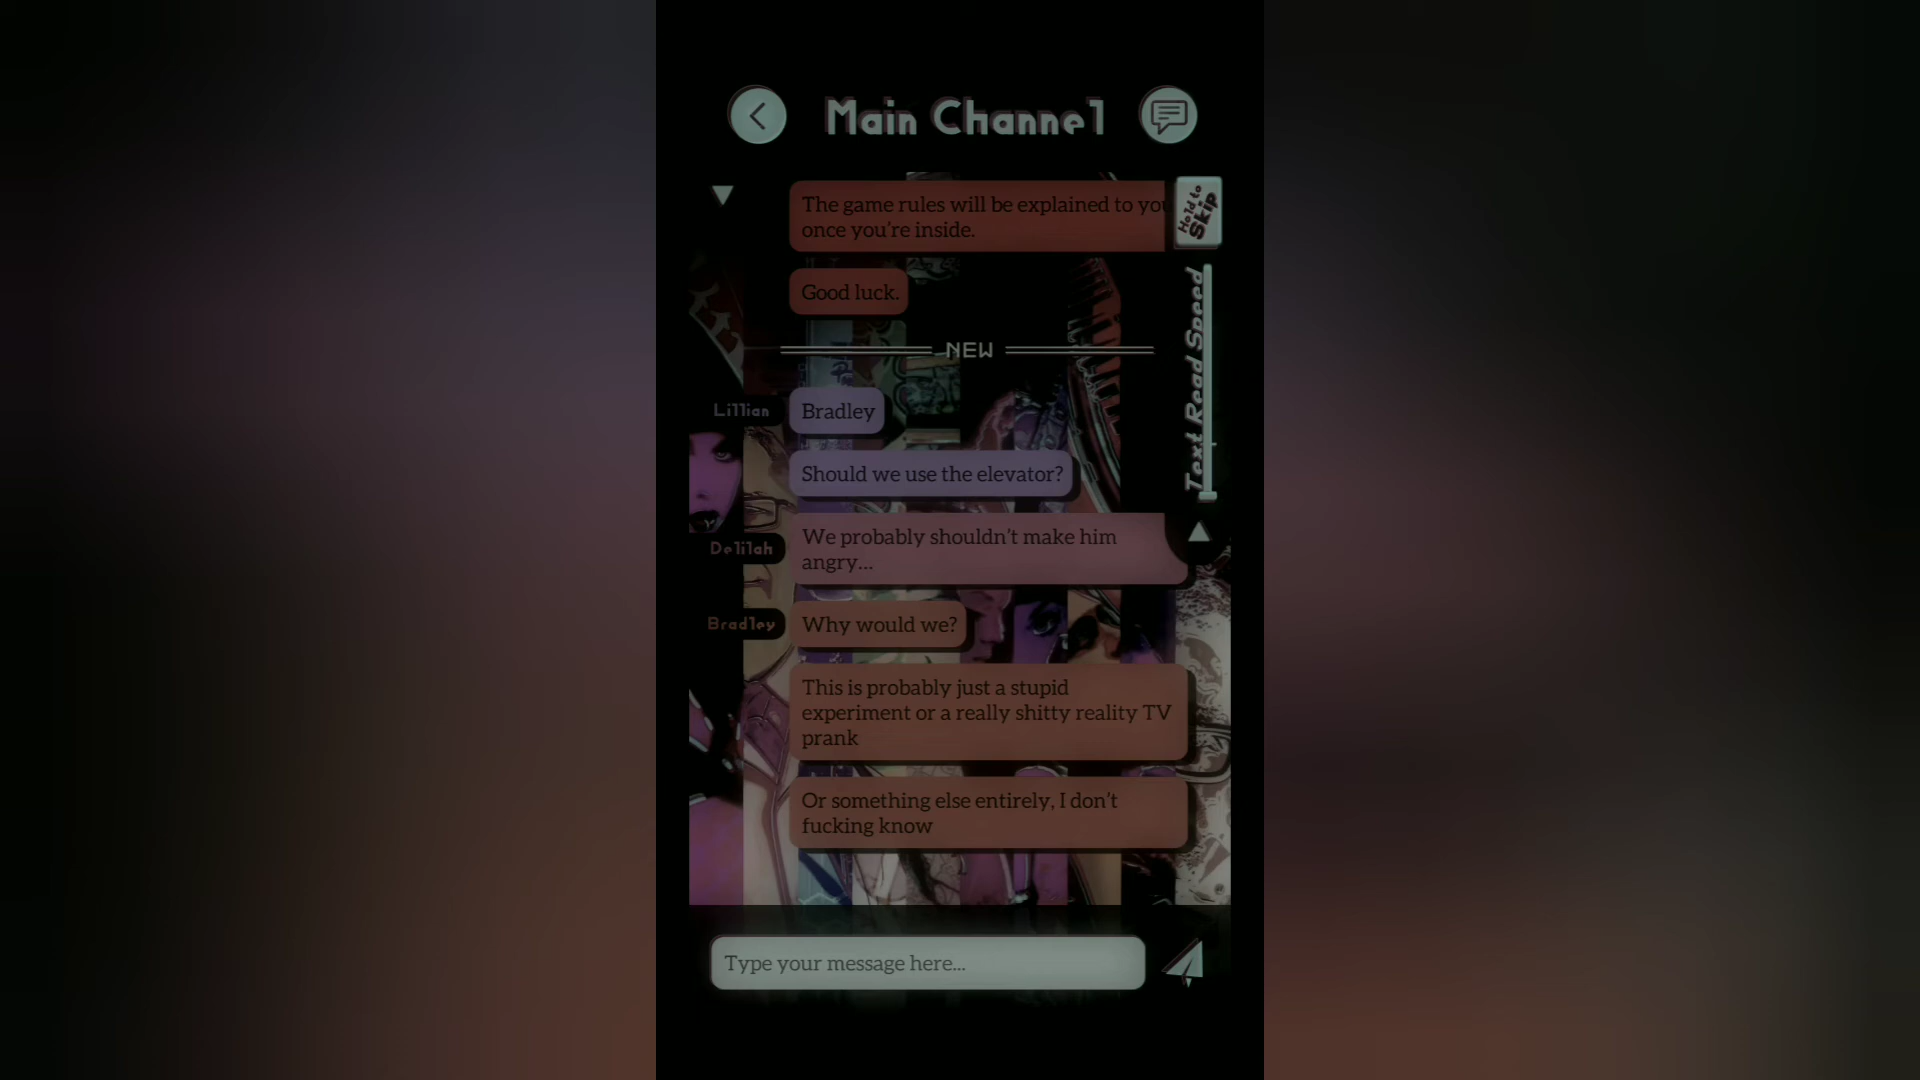 Main Channel
The game rules will be explained to you
once you're inside.
Hold to
Skip
Good luck.
Text Read Speed
NEW
Lillian
Bradley
Should we use the elevator?
Delilah
We probably shouldn't make him
angry...
Bradley
Why would we?
This is probably just a stupid
experiment or a really shitty reality TV
prank
Or something else entirely, I don't
fucking know
Type your message here...